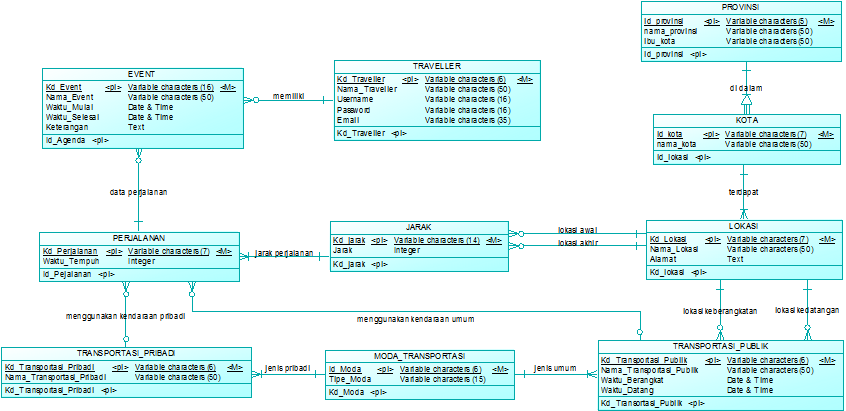 PROVINSI
Id_provinsi <pi> Variable characters (5) <M>
nama_provinsi Variable characters (50)
Ibu_kota Variable characters (50)
Id_provinsi <pi>
di dalam
KOTA
Id_kota <pi> Variable characters (7) <M>
nama_kota Variable characters (50)
Id_lokasi <pi>
terdapat
TRAVELLER
Kd_Traveller <pi> Variable characters (6) <M>
Nama_Traveller Variable characters (50)
Username Variable characters (16)
Password Variable characters (16)
Email Variable characters (35)
Kd_Traveller <pi>
memiliki
EVENT
Kd_Event <pi> Variable characters (16) <M>
Nama_Event Variable characters (50)
Waktu_Mulai Date & Time
Waktu_Selesai Date & Time
Keterangan Text
Id_Agenda <pi>
data perjalanan
PERJALANAN
Kd_Perjalanan <pi> Variable characters (7) <M>
Waktu_Tempuh Integer
Id_Pejalanan <pi>
jarak perjalanan
JARAK
Kd_jarak <pi> Variable characters (14) <M>
Jarak Integer
Kd_jarak <pi>
lokasi awal
lokasi akhir
LOKASI
Kd_Lokasi <pi> Variable characters (7) <M>
Nama_Lokasi Variable characters (50)
Alamat Text
Kd_lokasi <pi>
menggunakan kendaraan pribadi
menggunakan kendaraan umum
lokasi keberangkatan
lokasi kedatangan
TRANSPORTASI_PRIBADI
Kd_Transportasi_Pribadi <pi> Variable characters (6) <M>
Nama_Transportasi_Pribadi Variable characters (50)
Kd_Transportasi_Pribadi <pi>
jenis pribadi
MODA_TRANSPORTASI
Id_Moda <pi> Variable characters (6) <M>
Tipe_Moda Variable characters (15)
Kd_Moda <pi>
jenis umum
TRANSPORTASI_PUBLIK
Kd_Transportasi_Publik <pi> Variable characters (6) <M>
Nama_Transportasi_Publik Variable characters (50)
Waktu_Berangkat Date & Time
Waktu_Datang Date & Time
Kd_Transortasi_Publik <pi>